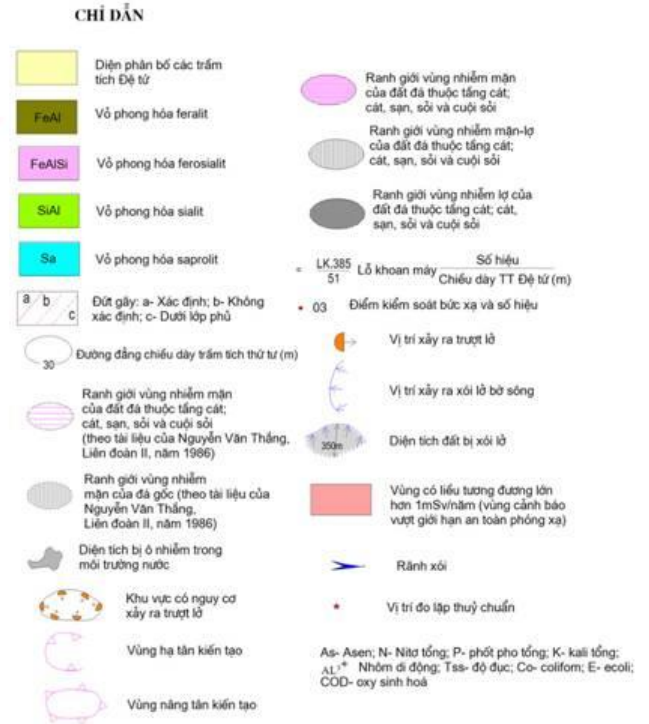 CHỈ DẪN
Diện phân bố các trầm
tích Đệ tứ
FeAl
Vỏ phong hóa feralit
FeAlSi
Vỏ phong hóa ferosialit
SiAl
Vỏ phong hóa sialit
Sa
Vỏ phong hóa saprolit
a b c
Đứt gãy: a- Xác định; b- Không
xác định; c- Dưới lớp phủ
30
Đường đẳng chiều dày trầm tích thứ tư (m)
Ranh giới vùng nhiễm mặn
của đất đá thuộc tầng cát;
cát, sạn, sỏi và cuội sỏi
(theo tài liệu của Nguyễn Văn Thắng,
Liên đoàn II, năm 1986)
Ranh giới vùng nhiễm
mặn của đá gốc (theo tài liệu của
Nguyễn Văn Thắng,
Liên đoàn II, năm 1986)
Diện tích bị ô nhiễm trong
môi trường nước
Khu vực có nguy cơ
xảy ra trượt lở
Vùng hạ tân kiến tạo
Vùng nâng tân kiến tạo
Ranh giới vùng nhiễm mặn
của đất đá thuộc tầng cát;
cát, sạn, sỏi và cuội sỏi
Ranh giới vùng nhiễm mặn-lợ
của đất đá thuộc tầng cát;
cát, sạn, sỏi và cuội sỏi
Ranh giới vùng nhiễm lợ của
đất đá thuộc tầng cát; cát,
sạn, sỏi và cuội sỏi
LK.385
51
Lỗ khoan máy
Số hiệu
Chiều dày TT Đệ tứ (m)
03
Điểm kiểm soát bức xạ và số hiệu
Vị trí xảy ra trượt lở
Vị trí xảy ra xói lở bờ sông
350m
Diện tích đất bị xói lở
Vùng có liều tương đương lớn
hơn 1mSv/năm (vùng cảnh báo
vượt giới hạn an toàn phóng xạ)
Rãnh xói
Vị trí đo lặp thuỷ chuẩn
As- Asen; N- Nitơ tổng; P- phốt pho tổng; K- kali tổng;
AL³⁺ Nhôm di động; Tss- độ đục; Co- colifom; E- ecoli;
COD- oxy sinh hoá